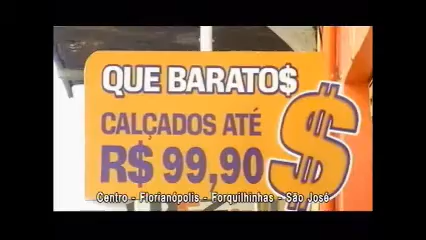 QUE BARATO$
CALÇADOS ATÉ
R$ 99,90
$
Centro - Florianópolis - Forquilhinhas - São José